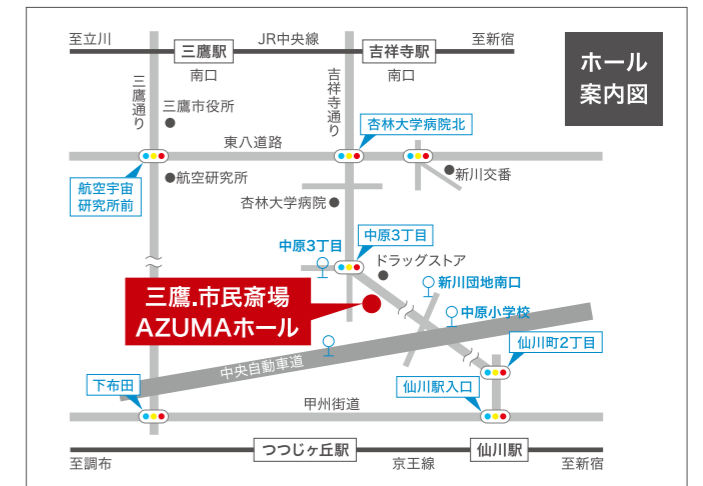 至立川
三鷹駅
JR中央線
吉祥寺駅
至新宿
南口
南口
ホール
案内図
三鷹通り
吉祥寺通り
三鷹市役所
杏林大学病院北
東八道路
航空宇宙
研究所前
航空研究所
新川交番
杏林大学病院
中原3丁目
中原3丁目
ドラッグストア
新川団地南口
三鷹.市民斎場
AZUMAホール
中原小学校
中央自動車道
仙川町2丁目
下布田
仙川駅入口
甲州街道
つつじヶ丘駅
仙川駅
至調布
京王線
至新宿